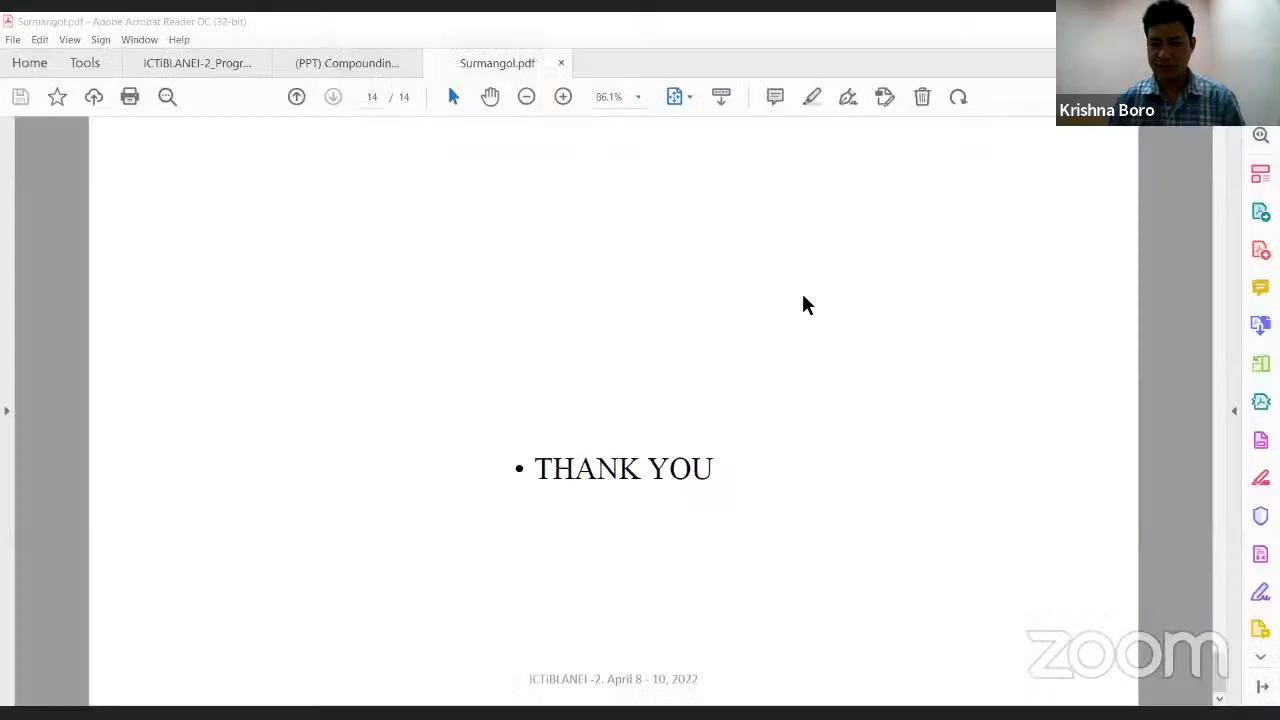 Surmangol.pdf - Adobe Acrobat Reader DC (32-bit)
File Edit View Sign Window Help
Home Tools iCTiBLANEI-2_Progr... (PPT) Compoundin... Surmangol.pdf ×
14 / 14 86.1%
Krishna Boro
• THANK YOU
zoom
ICTiBLANEI -2. April 8 - 10, 2022